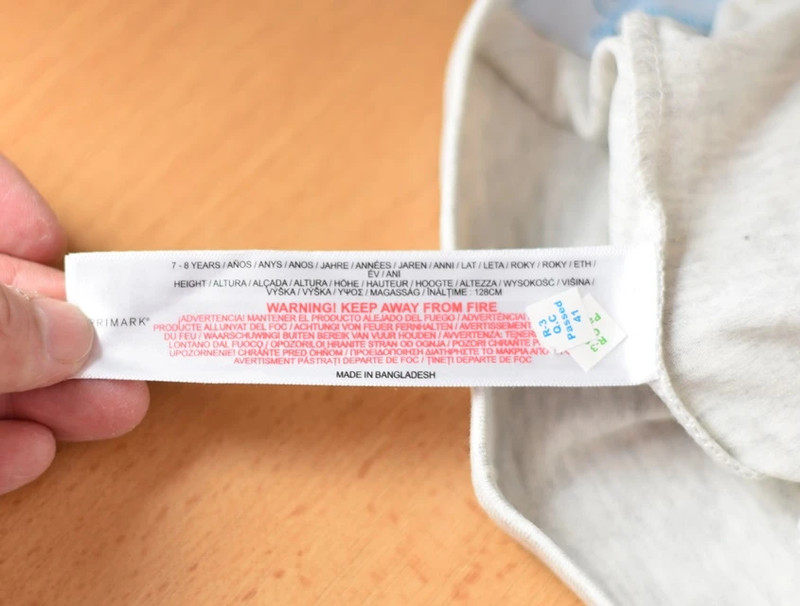 7 - 8 YEARS / AÑOS / ANYS / ANOS / JAHRE / ANNÉES / JAREN / ANNI / LAT / LETA / ROKY / ROKY / ETH /
ÉV / ANI
HEIGHT / ALTURA / ALÇADA / ALTURA / HÖHE / HAUTEUR / HOOGTE / ALTEZZA / WYSOKOŚĆ / VIŠINA /
VÝŠKA / VÝŠKA / ΥΨΟΣ / MAGASSÁG / ÎNĂLŢIME : 128CM
WARNING! KEEP AWAY FROM FIRE
¡ADVERTENCIA! MANTENER EL PRODUCTO ALEJADO DEL FUEGO / ¡ADVERTÈNCIA!
PRODUCTE ALLUNYAT DEL FOC / ACHTUNG! VON FEUER FERNHALTEN / AVERTISSEMENT
DU FEU / WAARSCHUWING! BUITEN BEREIK VAN VUUR HOUDEN / AVVERTENZA: TENERE
LONTANO DAL FUOCO / OPOZORILO! HRANITE STRAN OD OGNJA / POZOR! CHRAŇTE
UPOZORNENIE! CHRÁŇTE PRED OHŇOM / ΠΡΟΕΙΔΟΠΟΙΗΣΗ ΔΙΑΤΗΡΗΣΤΕ ΤΟ ΜΑΚΡΙΑ ΑΠΟ
AVERTISMENT PĂSTRAŢI DEPARTE DE FOC / ŢINEŢI DEPARTE DE FOC
MADE IN BANGLADESH
PRIMARK®
R-3
Q.C
Passed
41
R-3